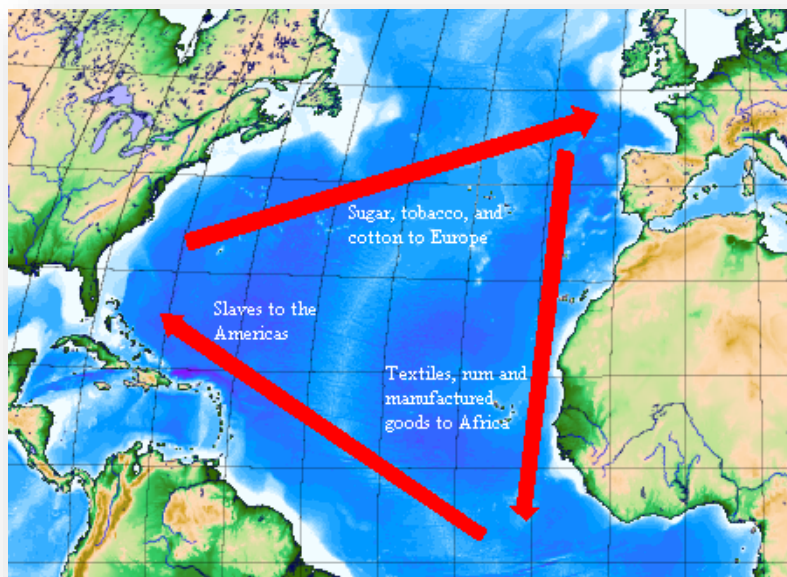 Sugar, tobacco, and
cotton to Europe
Slaves to the
Americas
Textiles, rum and
manufactured
goods to Africa